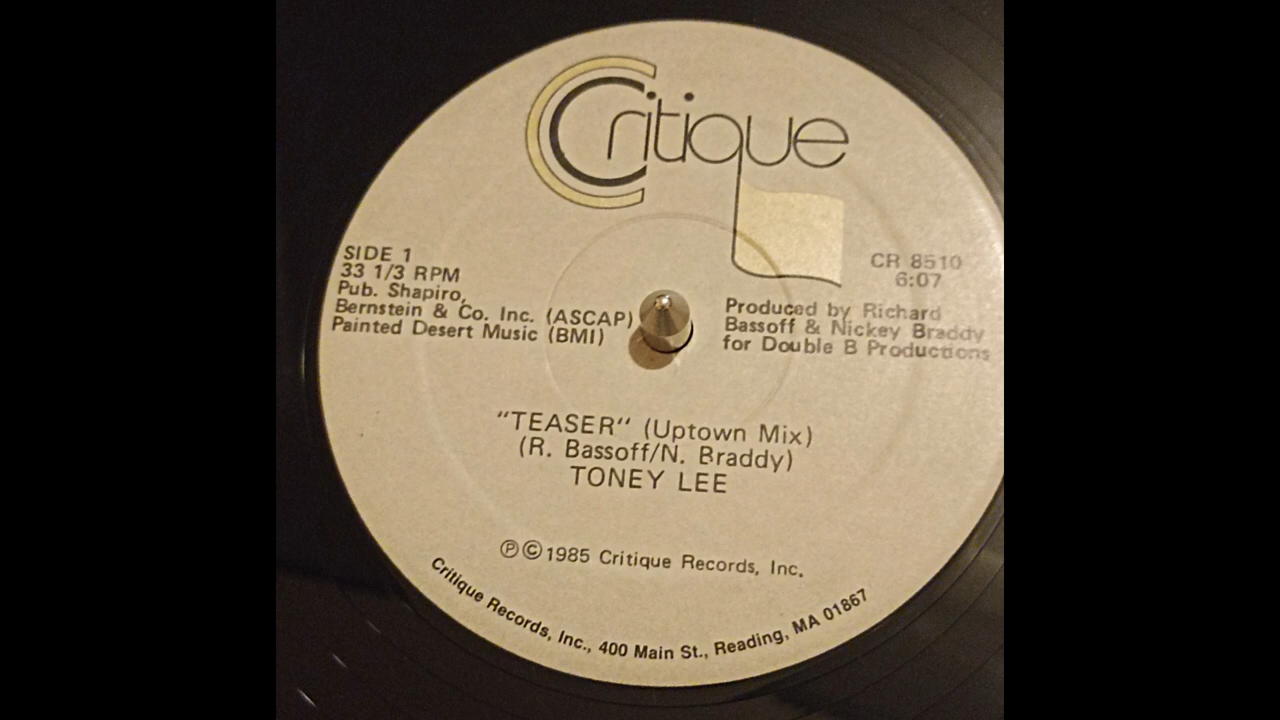 Critique
SIDE 1
33 1/3 RPM
Pub. Shapiro,
Bernstein & Co. Inc. (ASCAP)
Painted Desert Music (BMI)
CR 8510
6:07
Produced by Richard
Bassoff & Nickey Braddy
for Double B Productions
"TEASER" (Uptown Mix)
(R. Bassoff/N. Braddy)
TONEY LEE
℗©1985 Critique Records, Inc.
Critique Records, Inc., 400 Main St., Reading, MA 01867